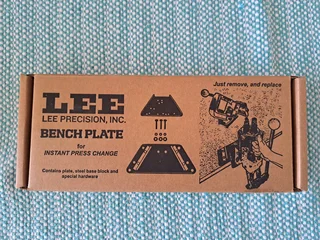 LEE
LEE PRECISION, INC.
BENCH PLATE
for
INSTANT PRESS CHANGE
Contains plate, steel base block and
special hardware
Just remove, and replace